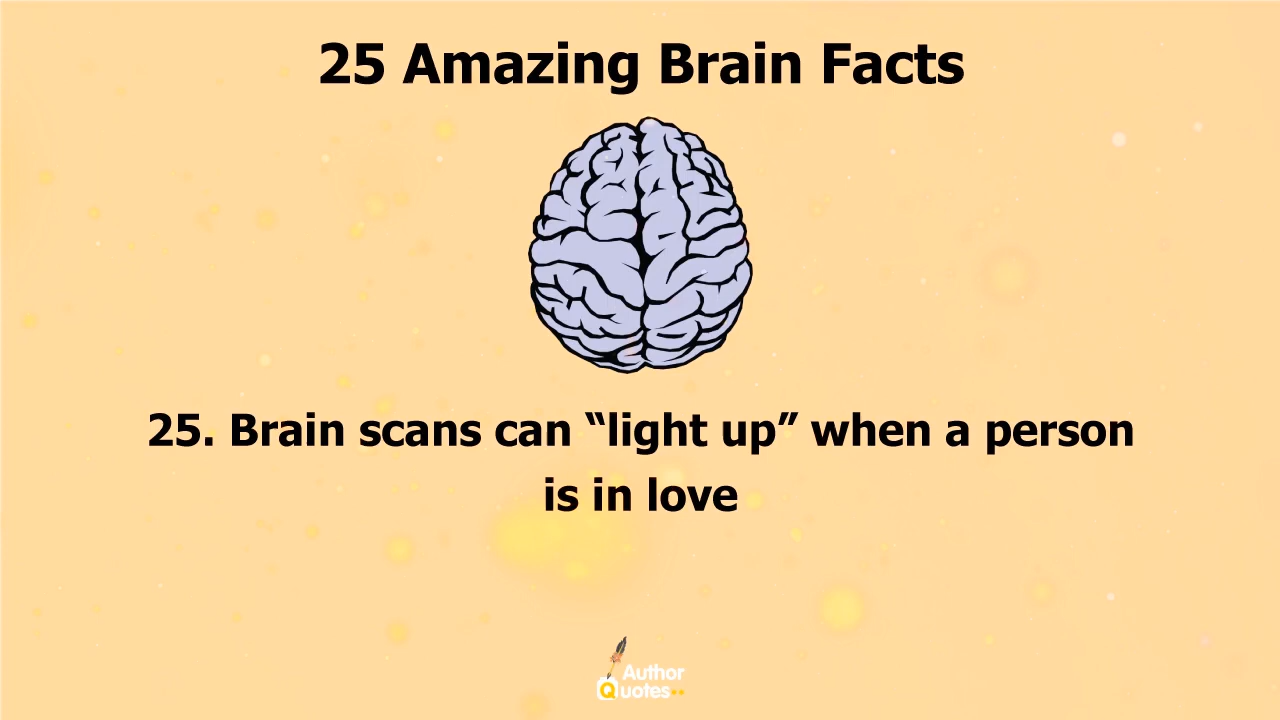 25 Amazing Brain Facts
25. Brain scans can “light up” when a person
is in love
Author
Quotes